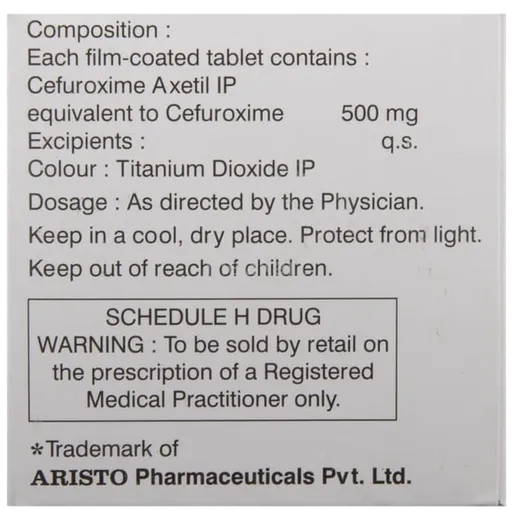 Composition :
Each film-coated tablet contains :
Cefuroxime Axetil IP
equivalent to Cefuroxime 500 mg
Excipients : q.s.
Colour : Titanium Dioxide IP
Dosage : As directed by the Physician.
Keep in a cool, dry place. Protect from light.
Keep out of reach of children.
SCHEDULE H DRUG
WARNING : To be sold by retail on
the prescription of a Registered
Medical Practitioner only.
*Trademark of
ARISTO Pharmaceuticals Pvt. Ltd.